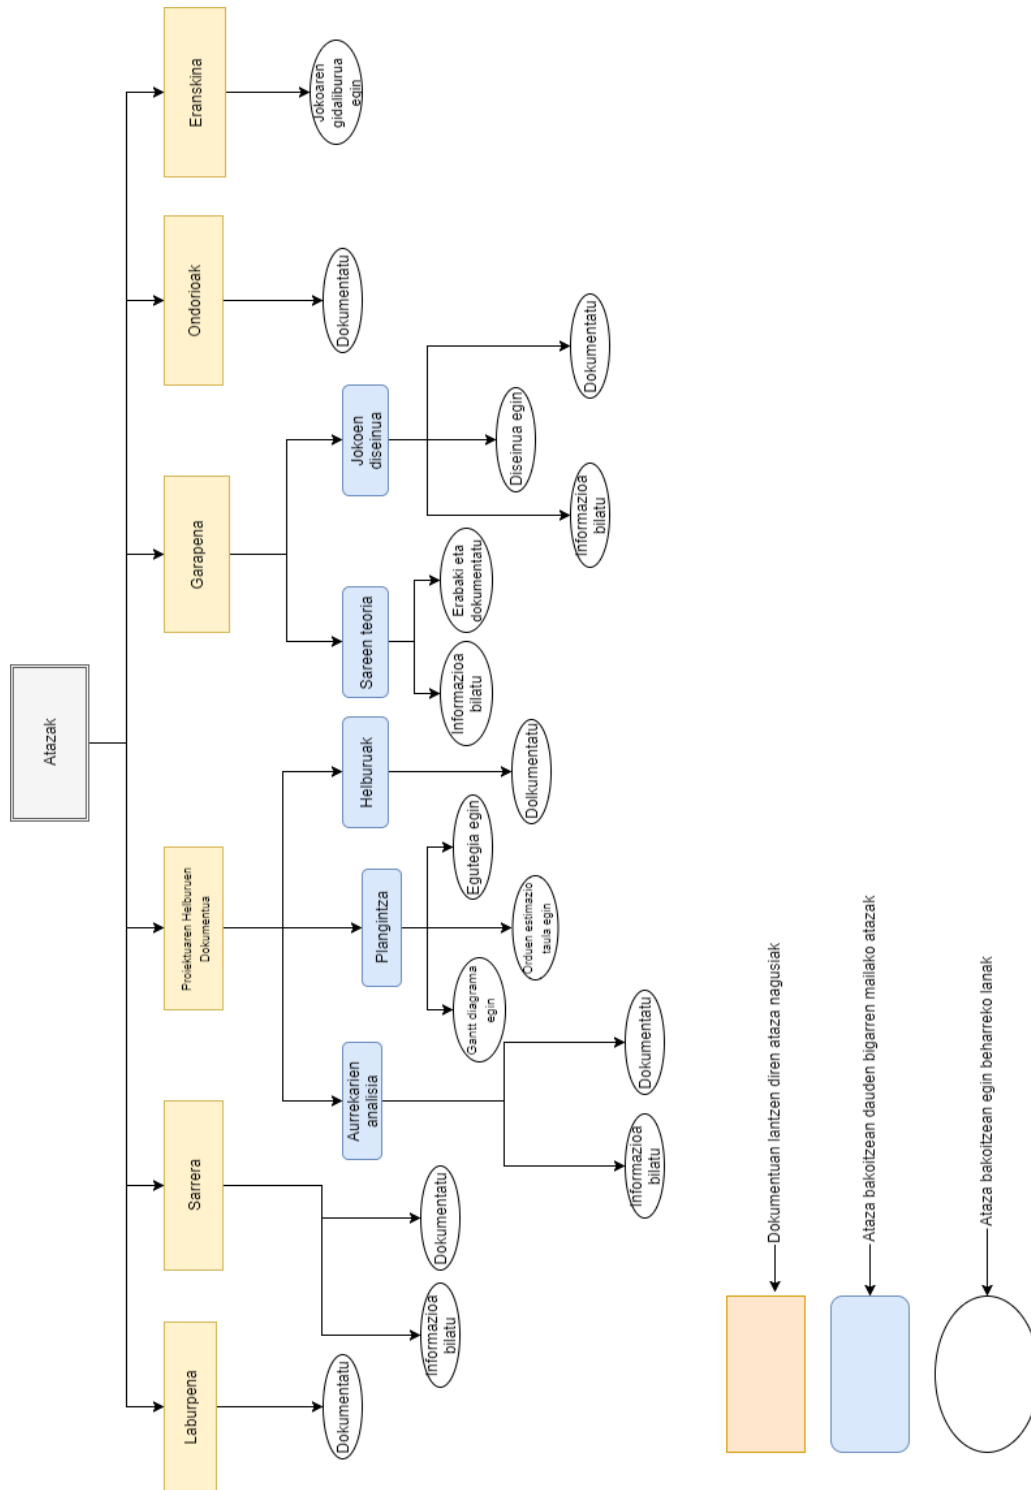 Atazak
Laburpena
Sarrera
Proiektuaren Helburuen
Dokumentua
Garapena
Ondorioak
Eranskina
Dokumentatu
Informazioa
bilatu
Dokumentatu
Aurrekarien
analisia
Plangintza
Helburuak
Sareen teoria
Jokoen
diseinua
Dokumentatu
Jokoaren
gidaliburua
egin
Informazioa
bilatu
Dokumentatu
Gantt diagrama
egin
Orduen estimazio
taula egin
Egutegia egin
Dolkumentatu
Informazioa
bilatu
Erabaki eta
dokumentatu
Informazioa
bilatu
Diseinua egin
Dokumentatu
Dokumentuan lantzen diren ataza nagusiak
Ataza bakoitzean dauden bigarren mailako atazak
Ataza bakoitzean egin beharreko lanak